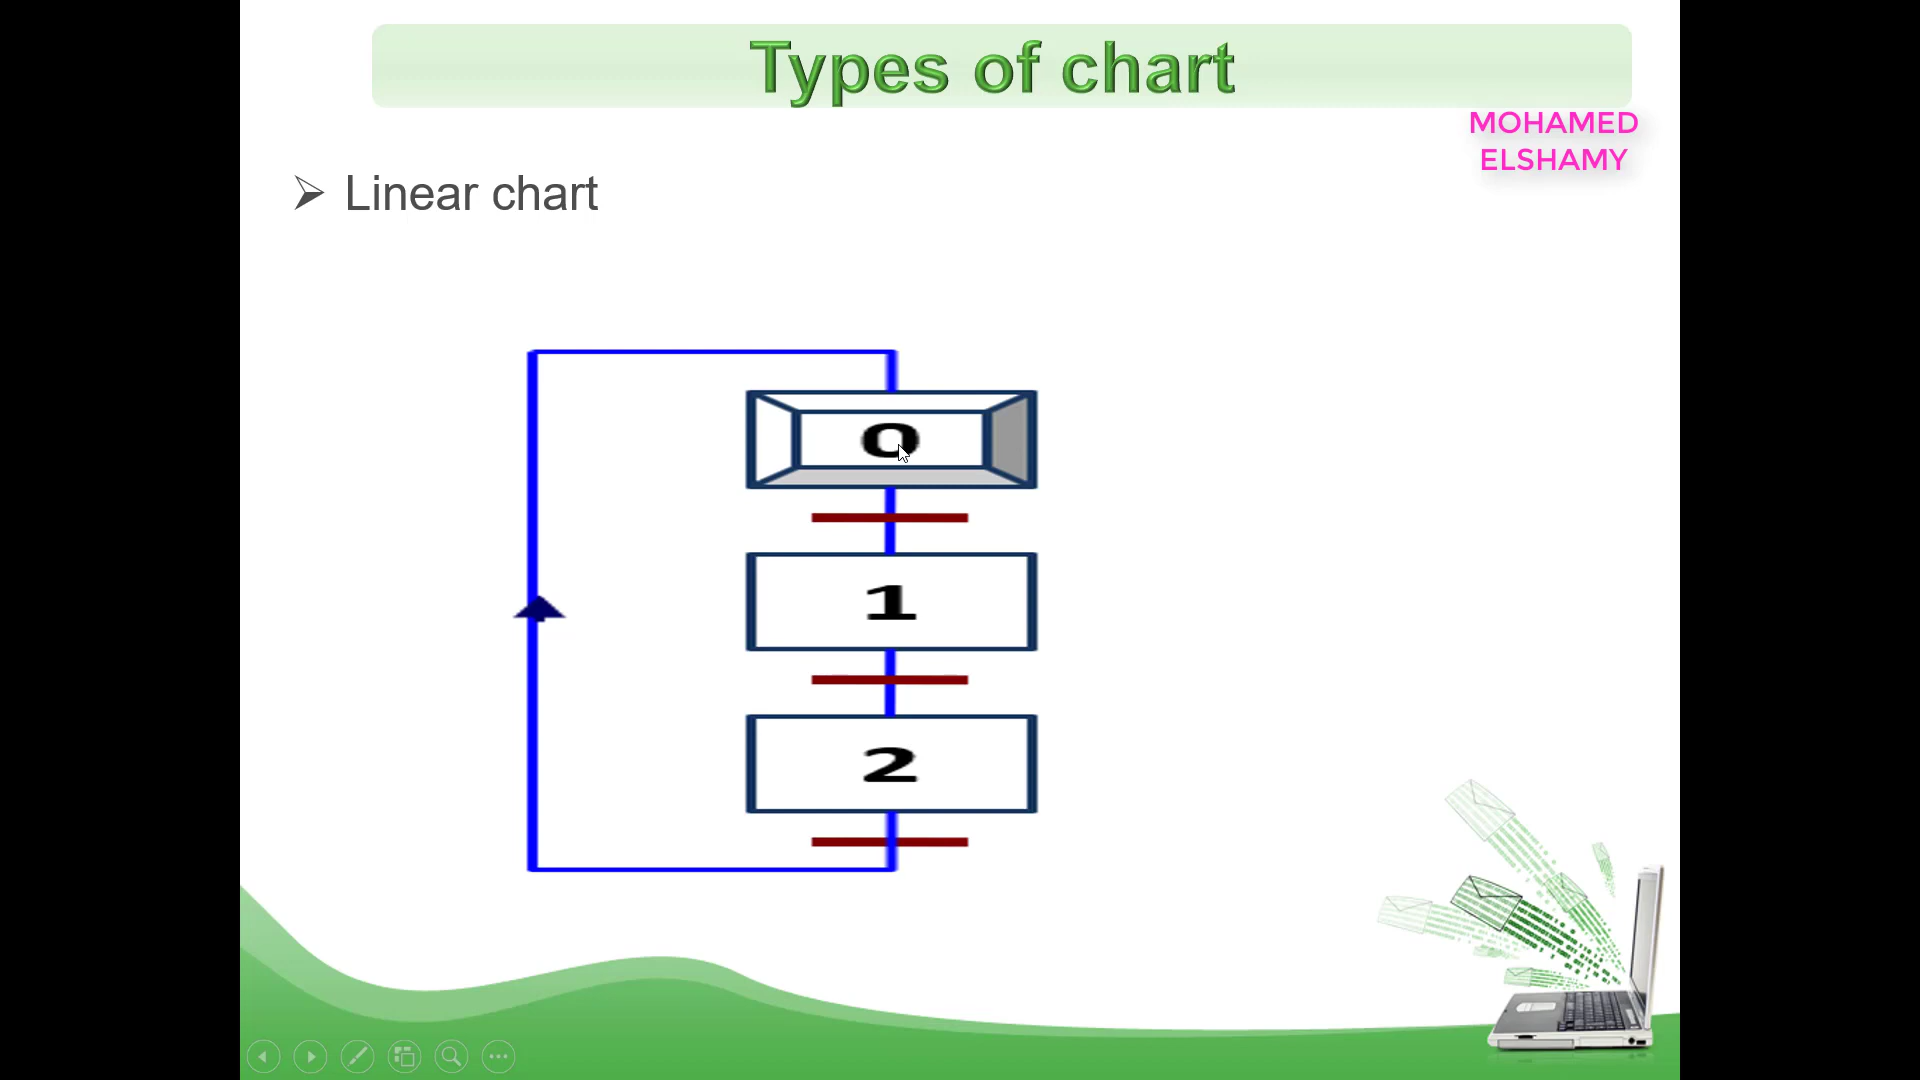 Types of chart
MOHAMED
ELSHAMY
Linear chart
0
1
2